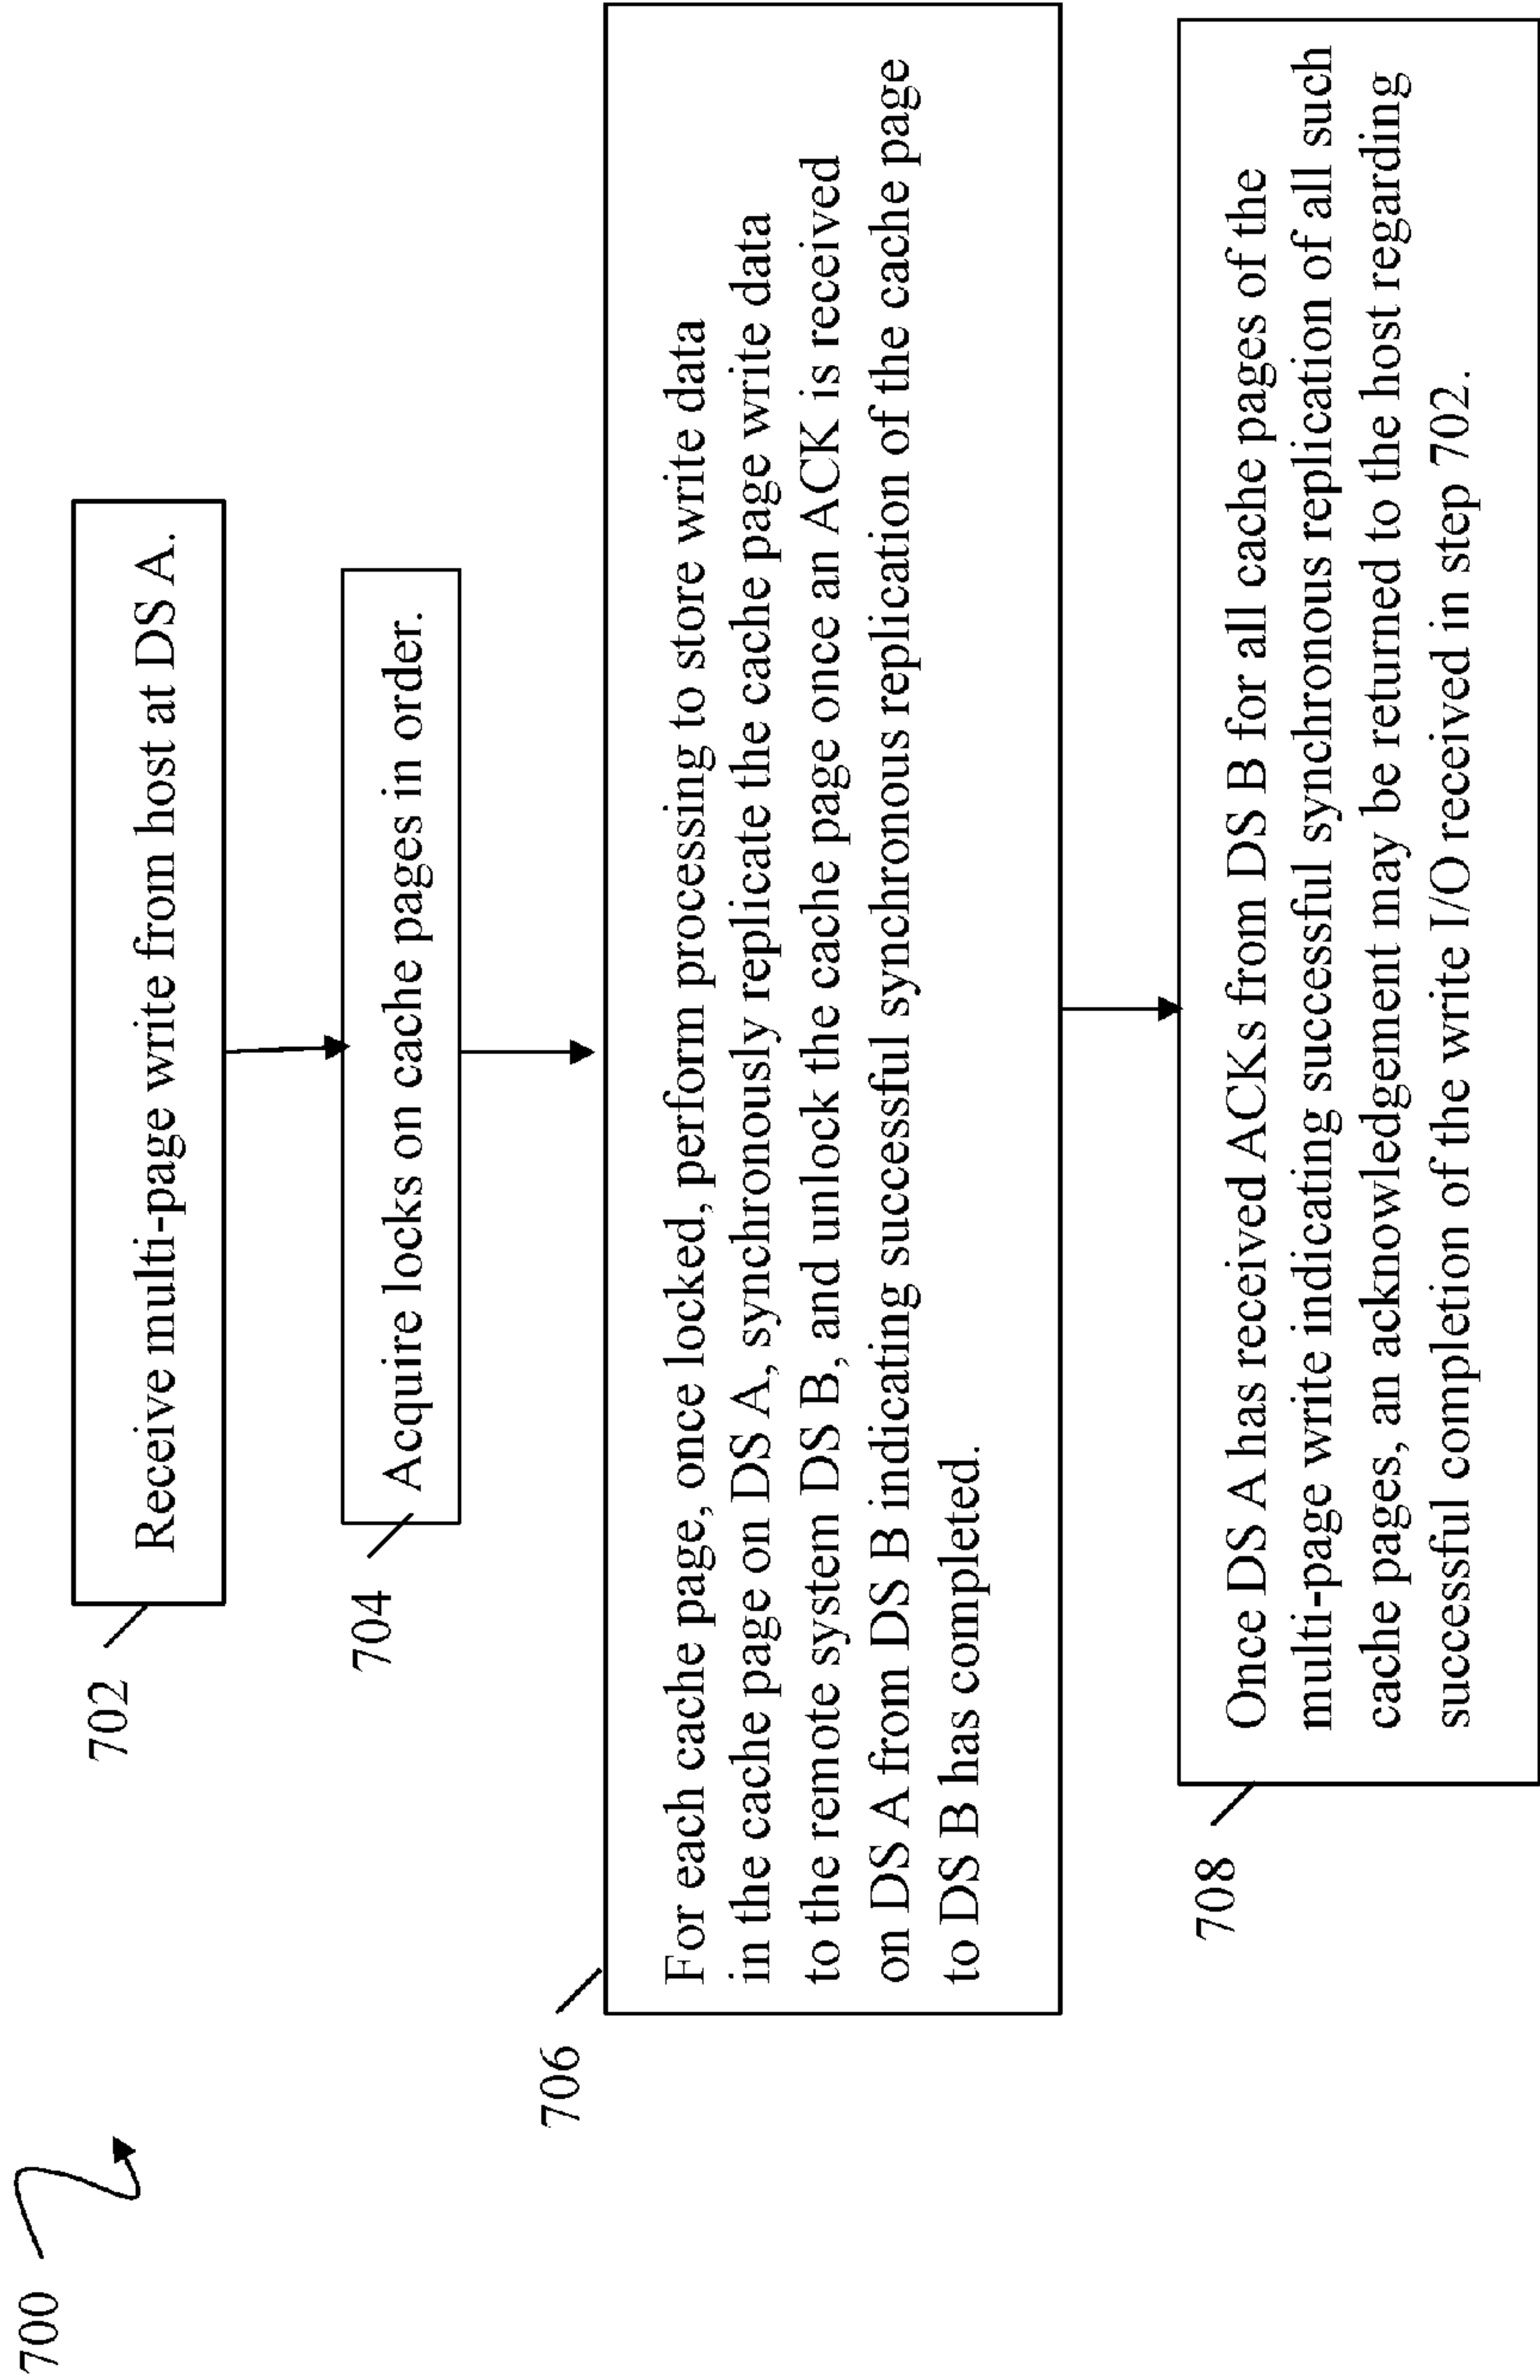 700
702
Receive multi-page write from host at DS A.
704
Acquire locks on cache pages in order.
706
For each cache page, once locked, perform processing to store write data
in the cache page on DS A, synchronously replicate the cache page write data
to the remote system DS B, and unlock the cache page once an ACK is received
on DS A from DS B indicating successful synchronous replication of the cache page
to DS B has completed.
708
Once DS A has received ACKs from DS B for all cache pages of the
multi-page write indicating successful synchronous replication of all such
cache pages, an acknowledgement may be returned to the host regarding
successful completion of the write I/O received in step 702.